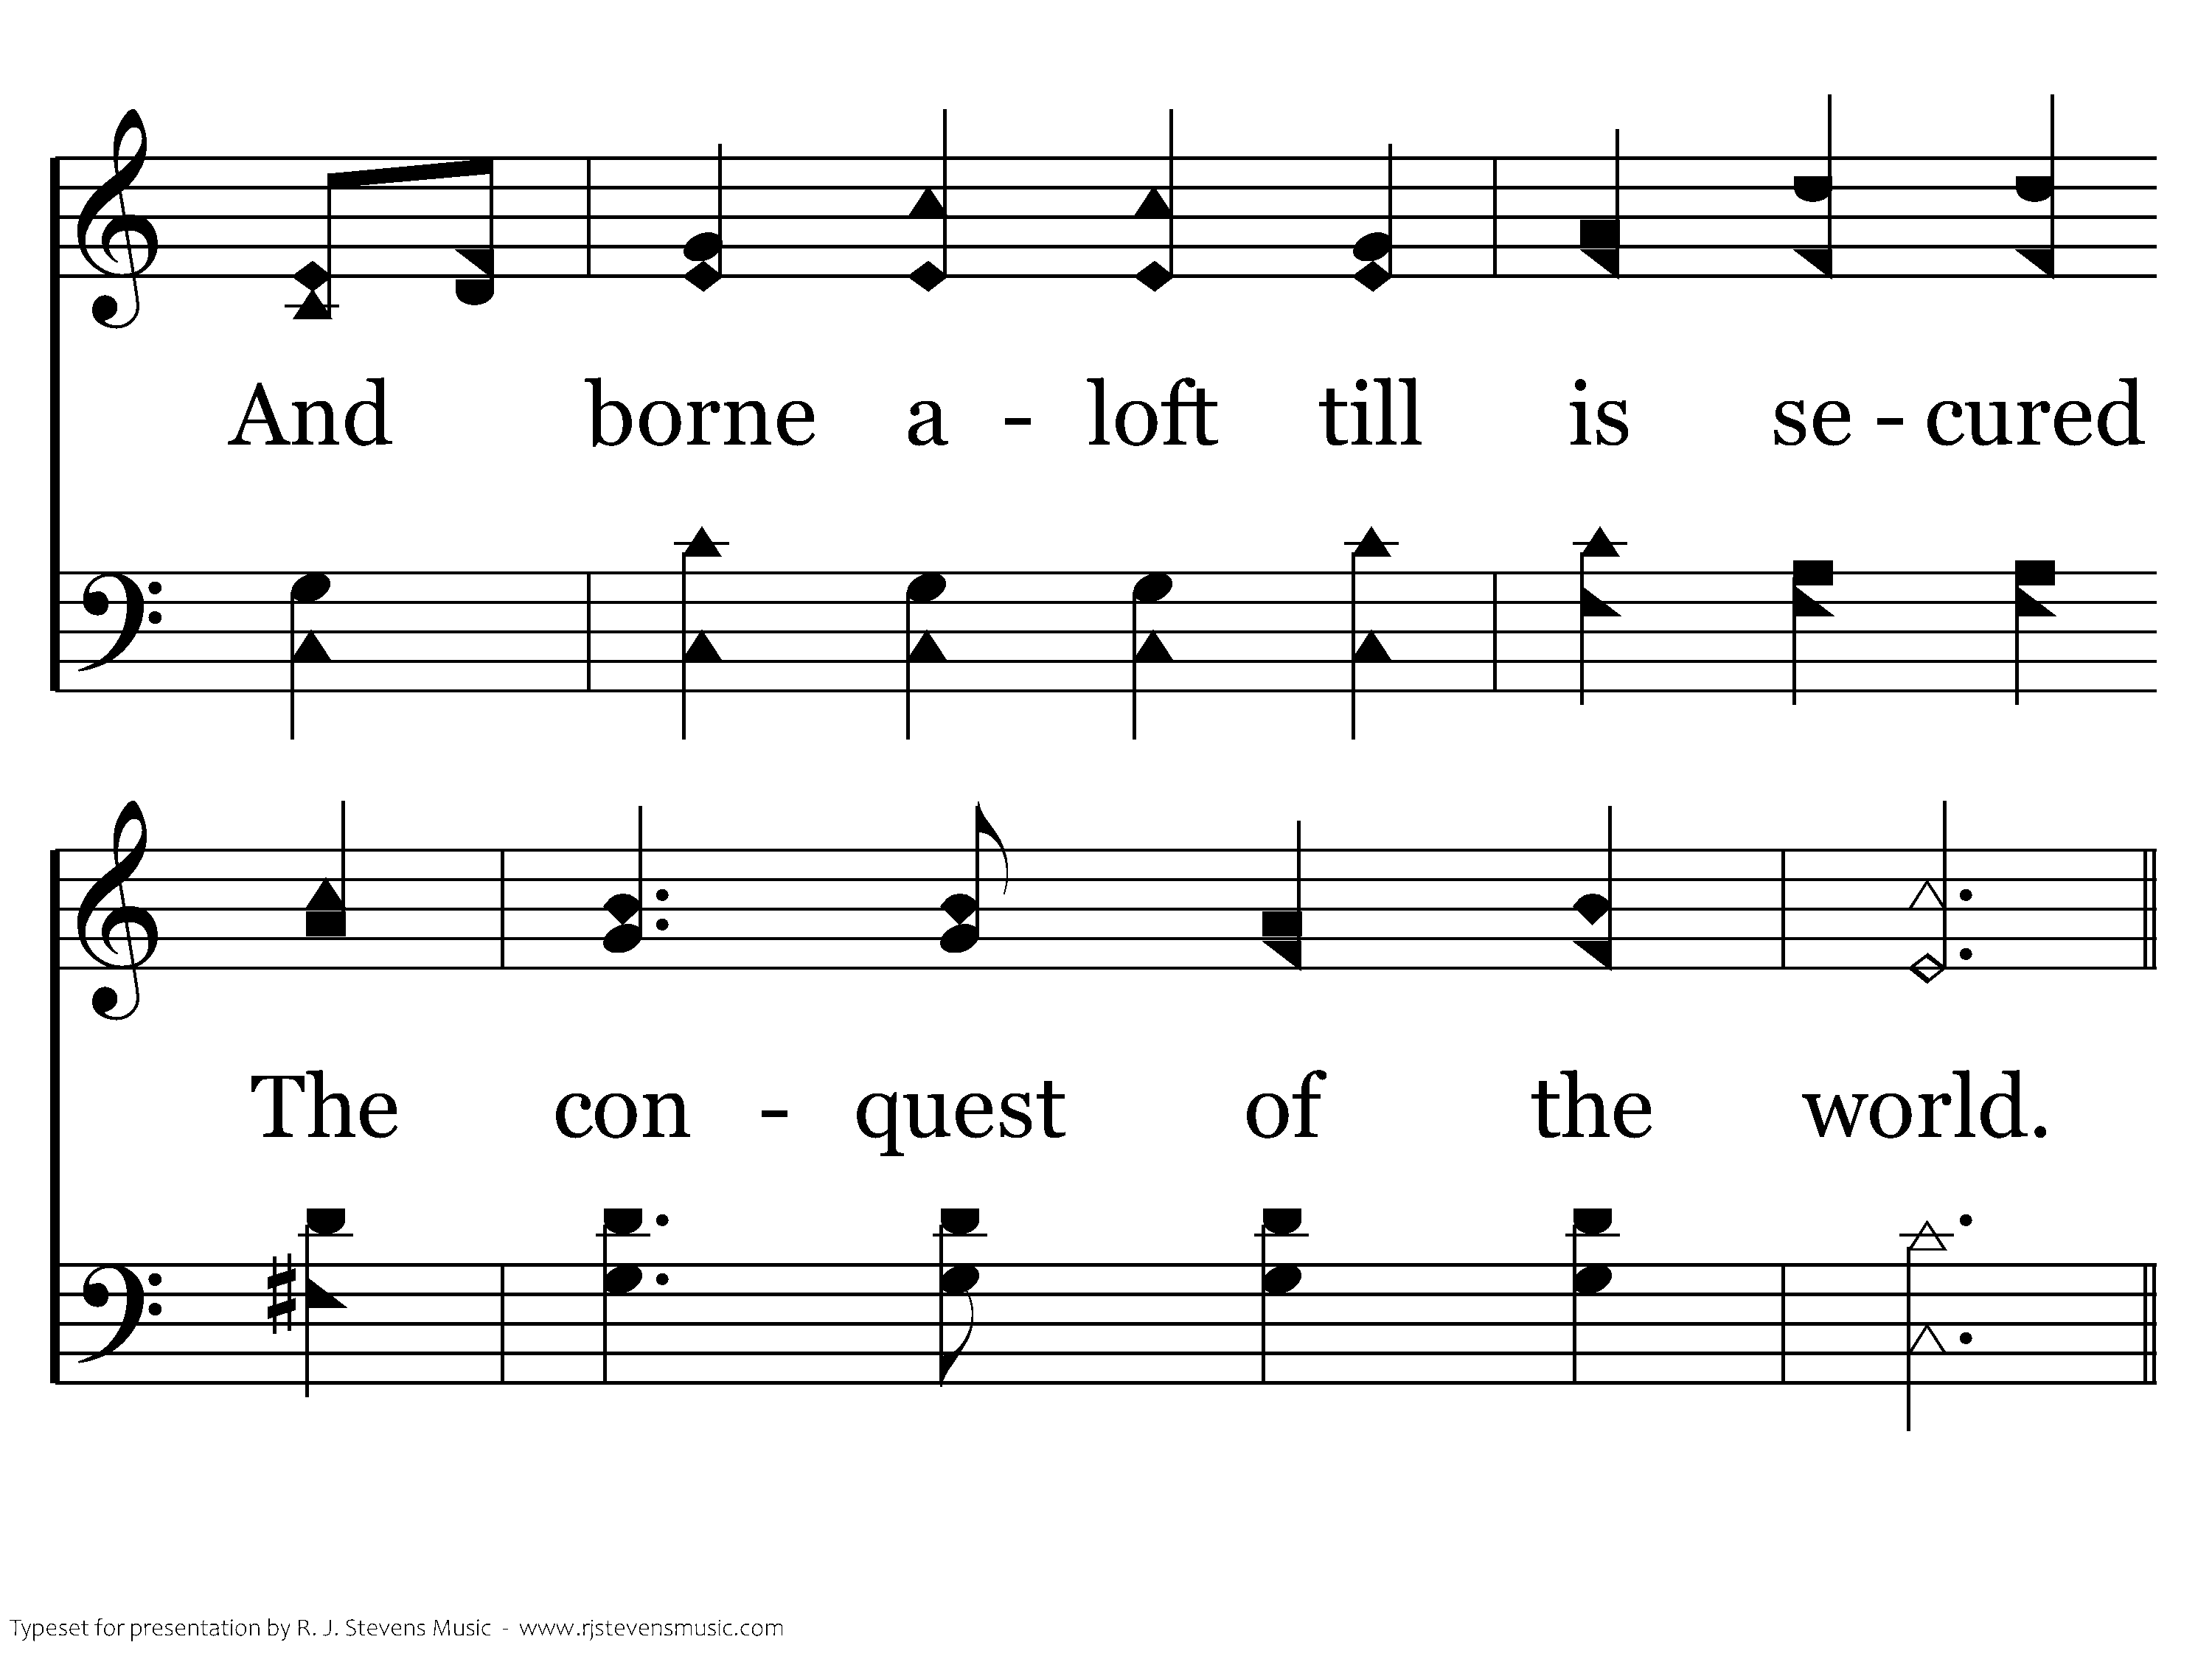 And borne a - loft till is se - cured
The con - quest of the world.
Typeset for presentation by R. J. Stevens Music - www.rjstevensmusic.com